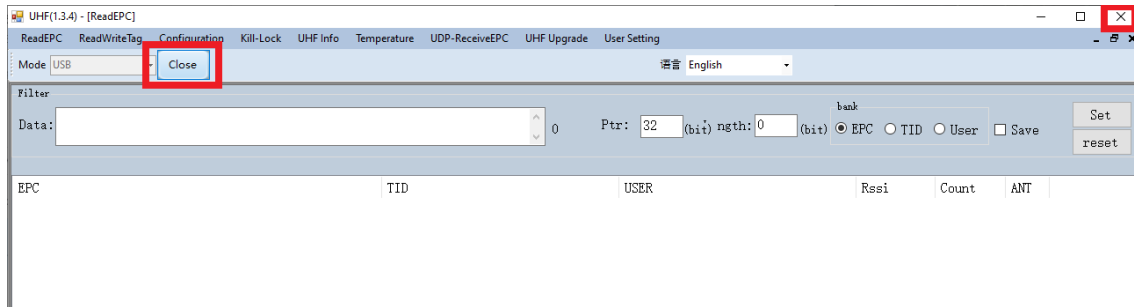 UHF(1.3.4) - [ReadEPC]
ReadEPC ReadWriteTag Configuration Kill-Lock UHF Info Temperature UDP-ReceiveEPC UHF Upgrade User Setting
Mode USB Close 语言 English
Filter
bank
Data: 0 Ptr: 32 (bit) ngth: 0 (bit) EPC TID User Save Set
reset
EPC TID USER Rssi Count ANT